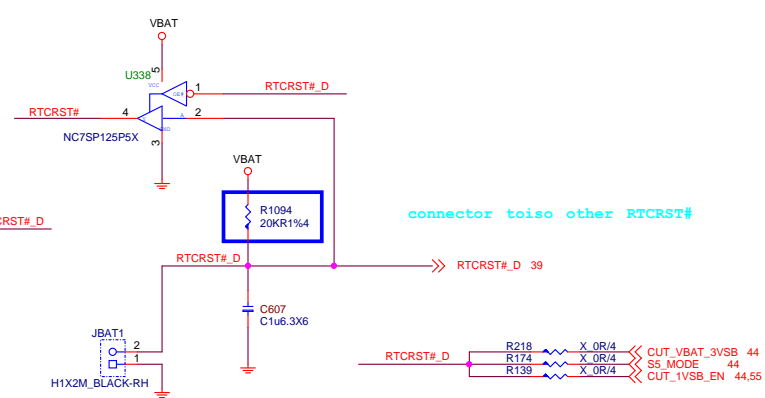 VBAT
5
U338
VCC
OE#
1
RTCRST#_D
RTCRST#
4
A
2
NC7SP125P5X
3
VBAT
R1094
20KR1%4
connector toiso other RTCRST#
CRST#_D
RTCRST#_D
RTCRST#_D 39
C607
C1u6.3X6
JBAT1
2
1
H1X2M_BLACK-RH
RTCRST#_D
R218 X_0R/4 CUT_VBAT_3VSB 44
R174 X_0R/4 S5_MODE 44
R139 X_0R/4 CUT_1VSB_EN 44,55